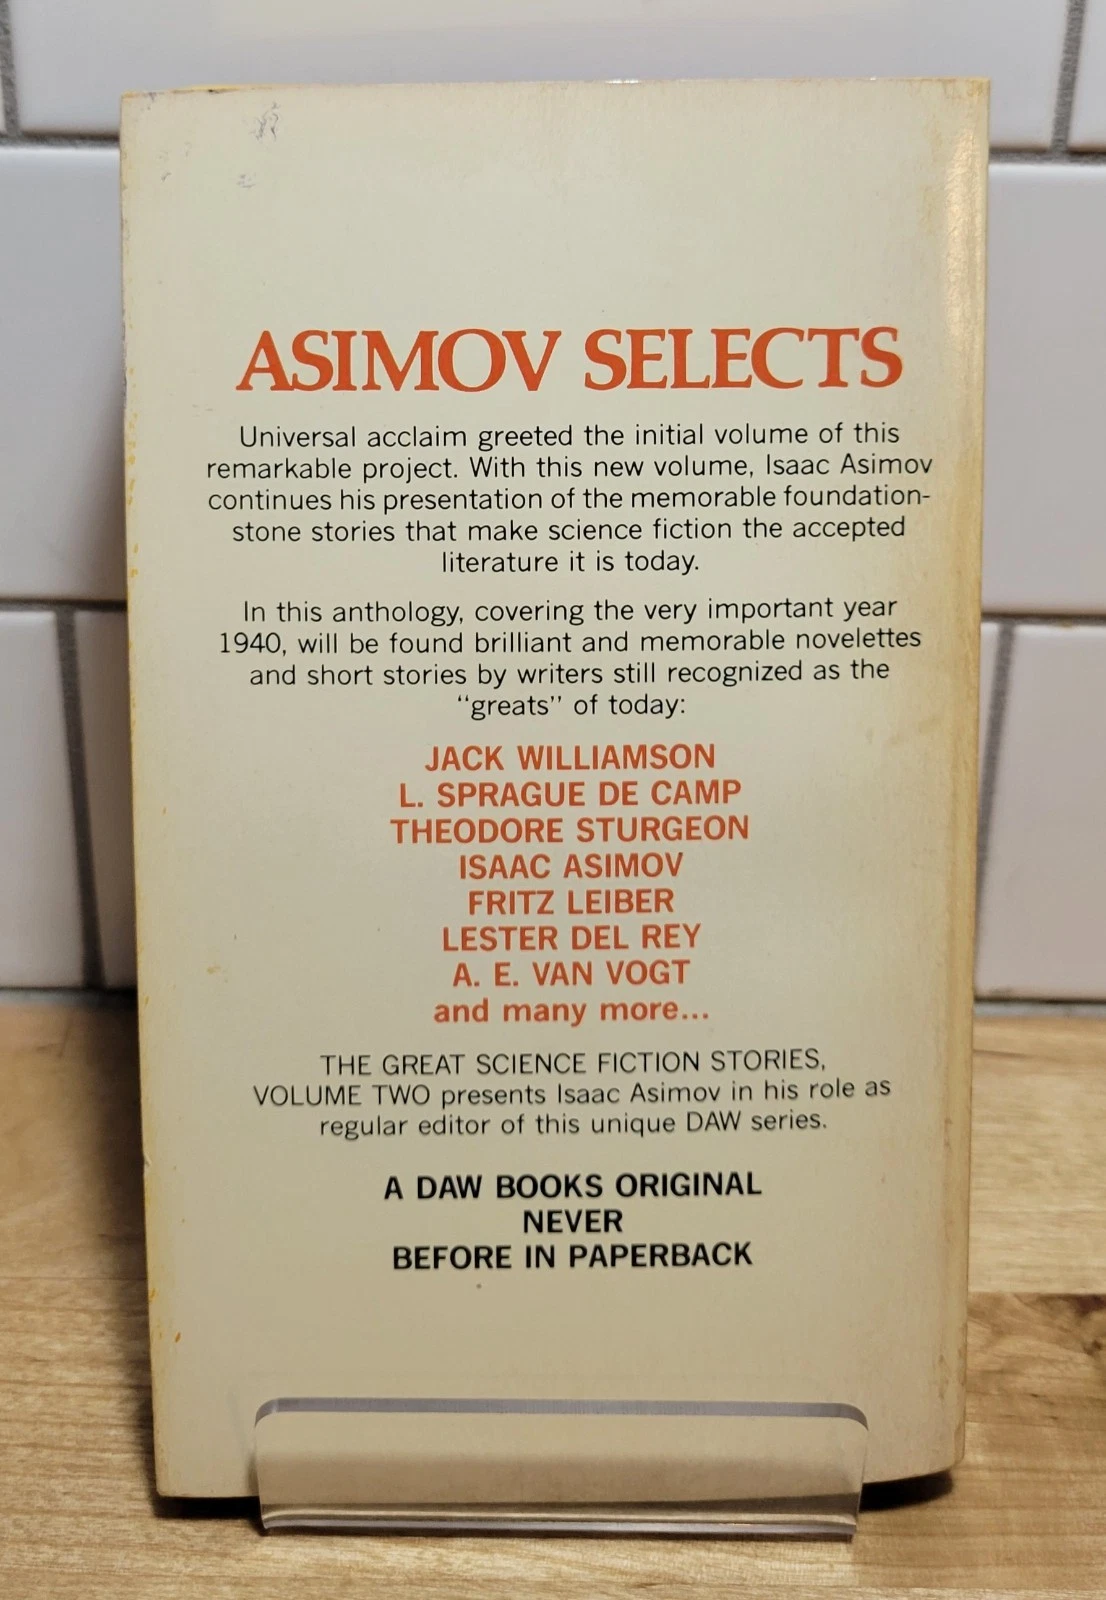 ASIMOV SELECTS
Universal acclaim greeted the initial volume of this
remarkable project. With this new volume, Isaac Asimov
continues his presentation of the memorable foundation-
stone stories that make science fiction the accepted
literature it is today.
In this anthology, covering the very important year
1940, will be found brilliant and memorable novelettes
and short stories by writers still recognized as the
“greats” of today:
JACK WILLIAMSON
L. SPRAGUE DE CAMP
THEODORE STURGEON
ISAAC ASIMOV
FRITZ LEIBER
LESTER DEL REY
A. E. VAN VOGT
and many more...
THE GREAT SCIENCE FICTION STORIES,
VOLUME TWO presents Isaac Asimov in his role as
regular editor of this unique DAW series.
A DAW BOOKS ORIGINAL
NEVER
BEFORE IN PAPERBACK